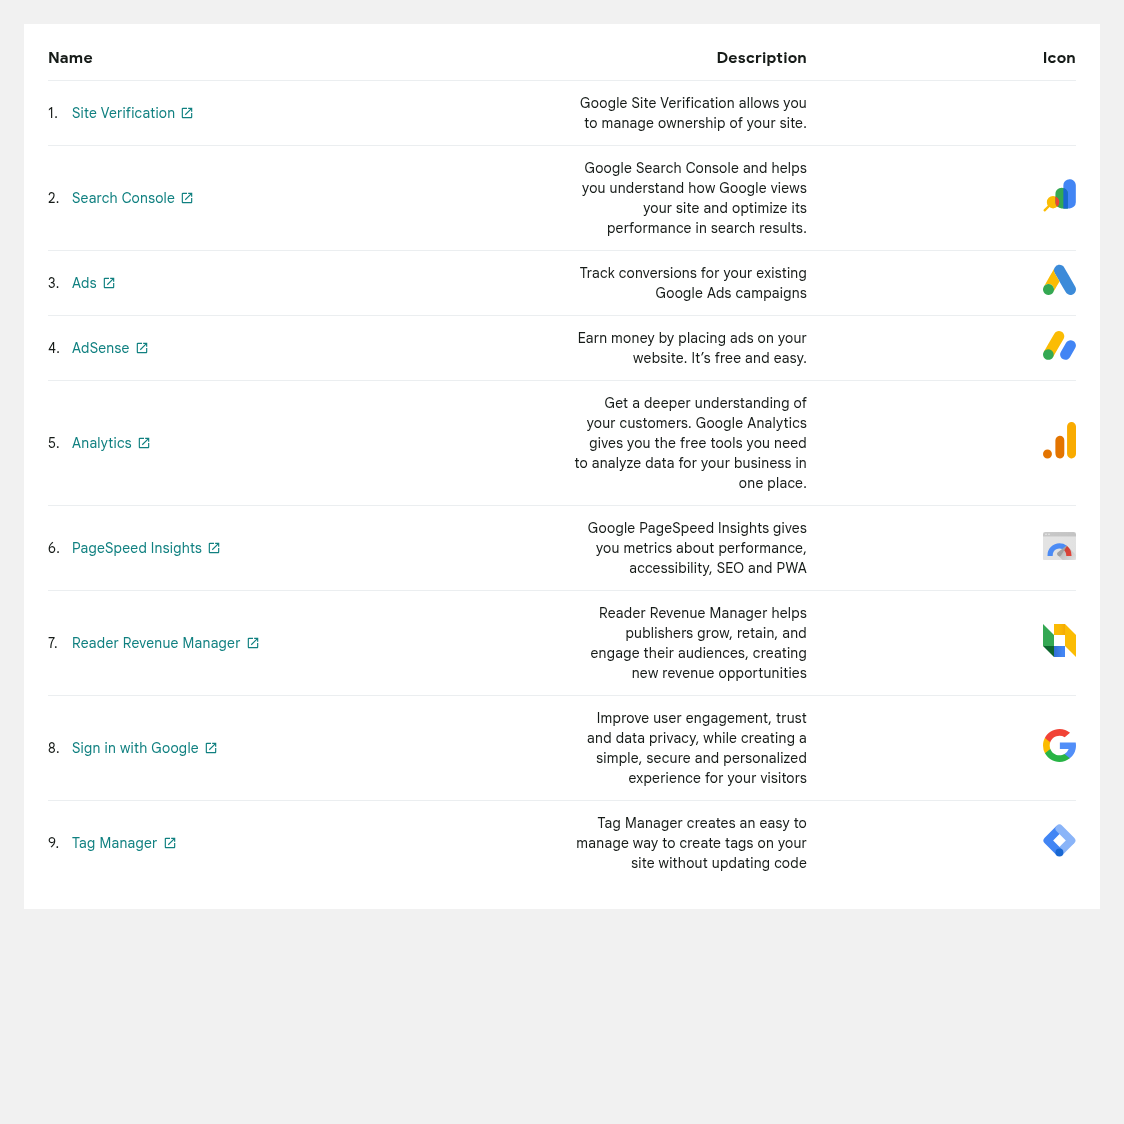 Name Description Icon
1. Site Verification
Google Site Verification allows you
to manage ownership of your site.
2. Search Console
Google Search Console and helps
you understand how Google views
your site and optimize its
performance in search results.
3. Ads
Track conversions for your existing
Google Ads campaigns
4. AdSense
Earn money by placing ads on your
website. It’s free and easy.
5. Analytics
Get a deeper understanding of
your customers. Google Analytics
gives you the free tools you need
to analyze data for your business in
one place.
6. PageSpeed Insights
Google PageSpeed Insights gives
you metrics about performance,
accessibility, SEO and PWA
7. Reader Revenue Manager
Reader Revenue Manager helps
publishers grow, retain, and
engage their audiences, creating
new revenue opportunities
8. Sign in with Google
Improve user engagement, trust
and data privacy, while creating a
simple, secure and personalized
experience for your visitors
9. Tag Manager
Tag Manager creates an easy to
manage way to create tags on your
site without updating code